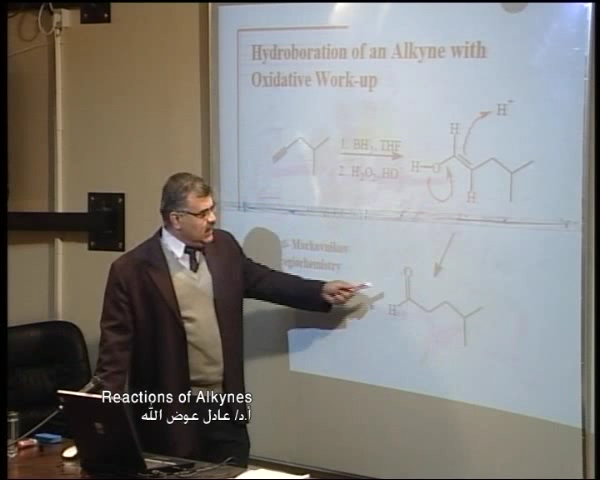 Hydroboration of an Alkyne with
Oxidative Work-up
1. BH3, THF
2. H2O2, HO
H
H+
H-O
H
Markovnikov
regiochemistry
O
H
Reactions of Alkynes
أ.د/ عادل عوض الله